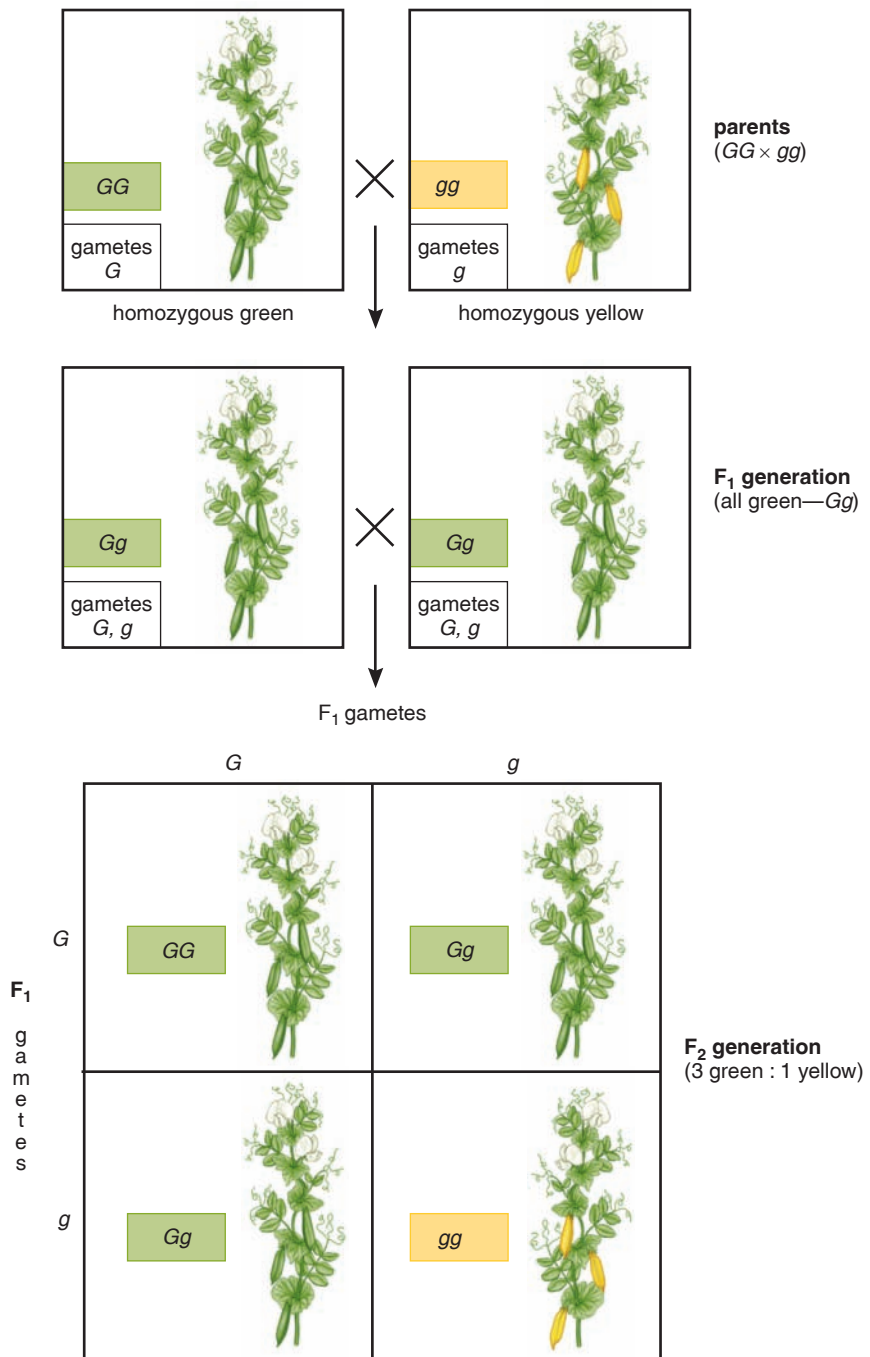 parents
(GG × gg)
GG
gg
gametes
G
gametes
g
homozygous green
homozygous yellow
F₁ generation
(all green—Gg)
Gg
Gg
gametes
G, g
gametes
G, g
F₁ gametes
G
g
G
GG
Gg
F₁
gametes
F₂ generation
(3 green : 1 yellow)
g
Gg
gg